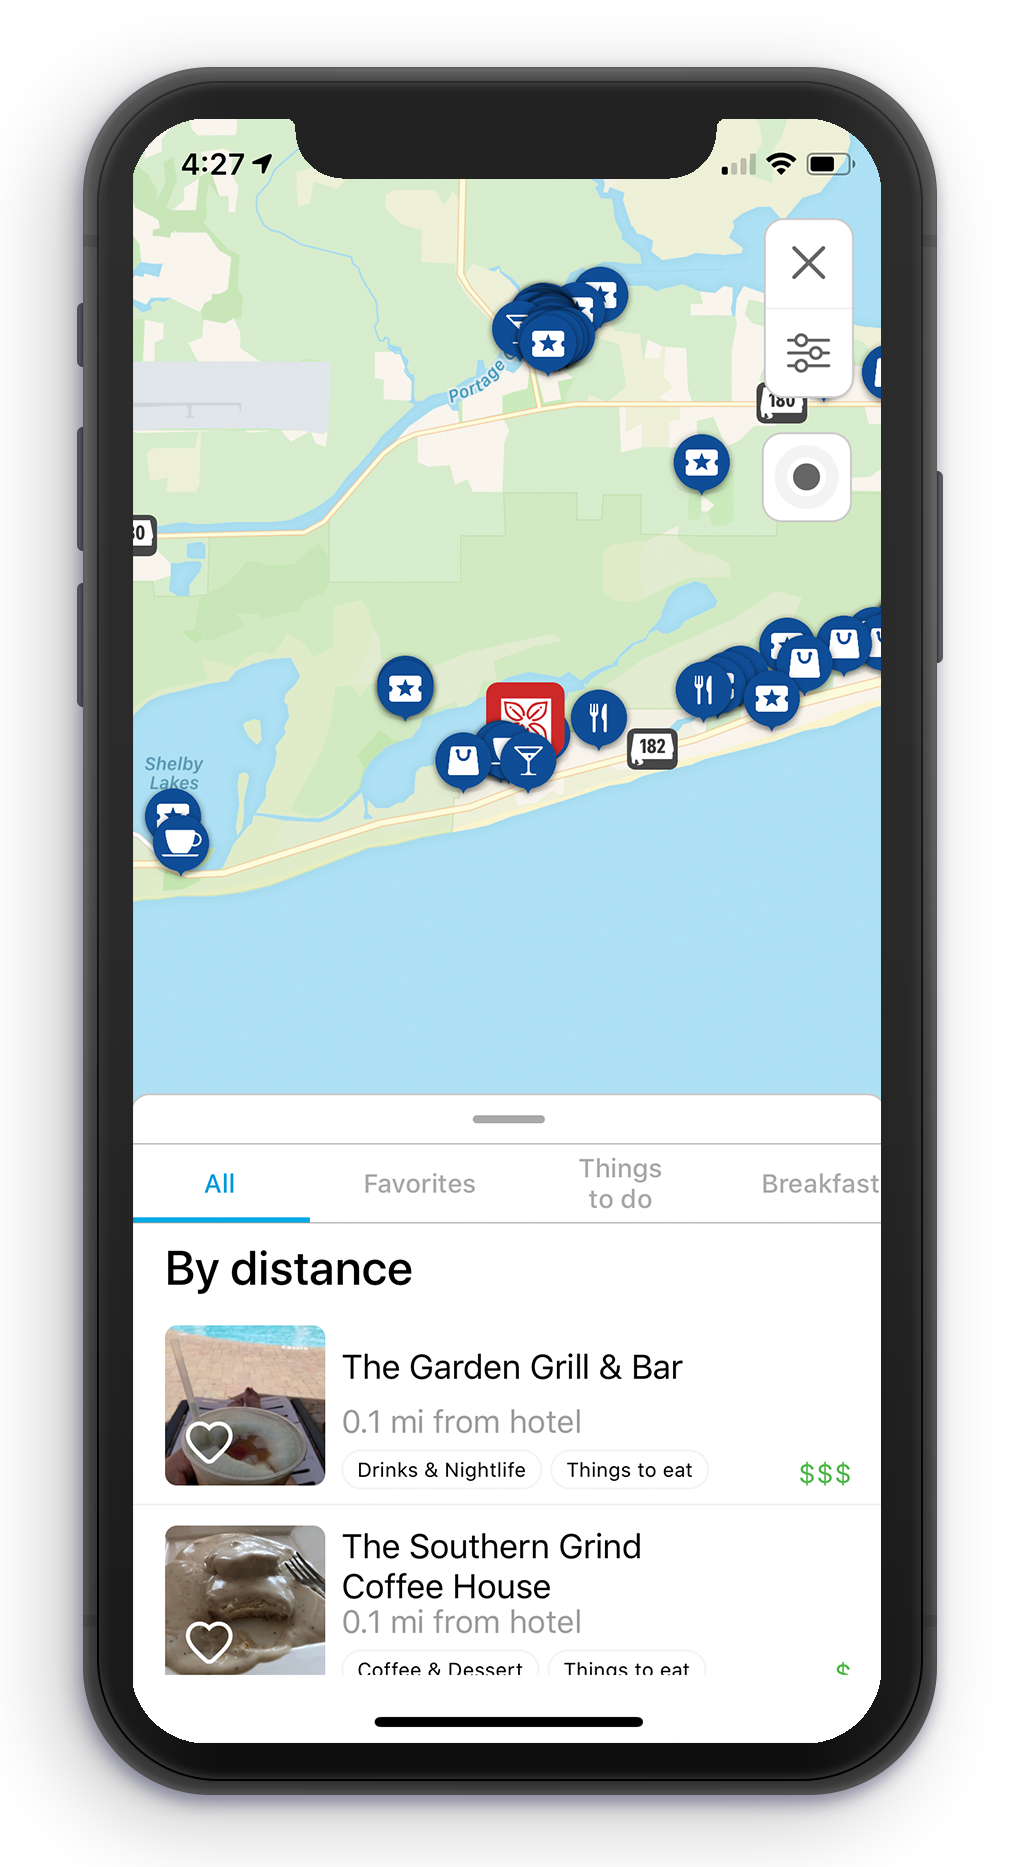 4:27
Portage
180
30
182
Shelby
Lakes
All
Favorites
Things
to do
Breakfast
By distance
The Garden Grill & Bar
0.1 mi from hotel
Drinks & Nightlife
Things to eat
$$$
The Southern Grind
Coffee House
0.1 mi from hotel
Coffee & Dessert
Things to eat
$